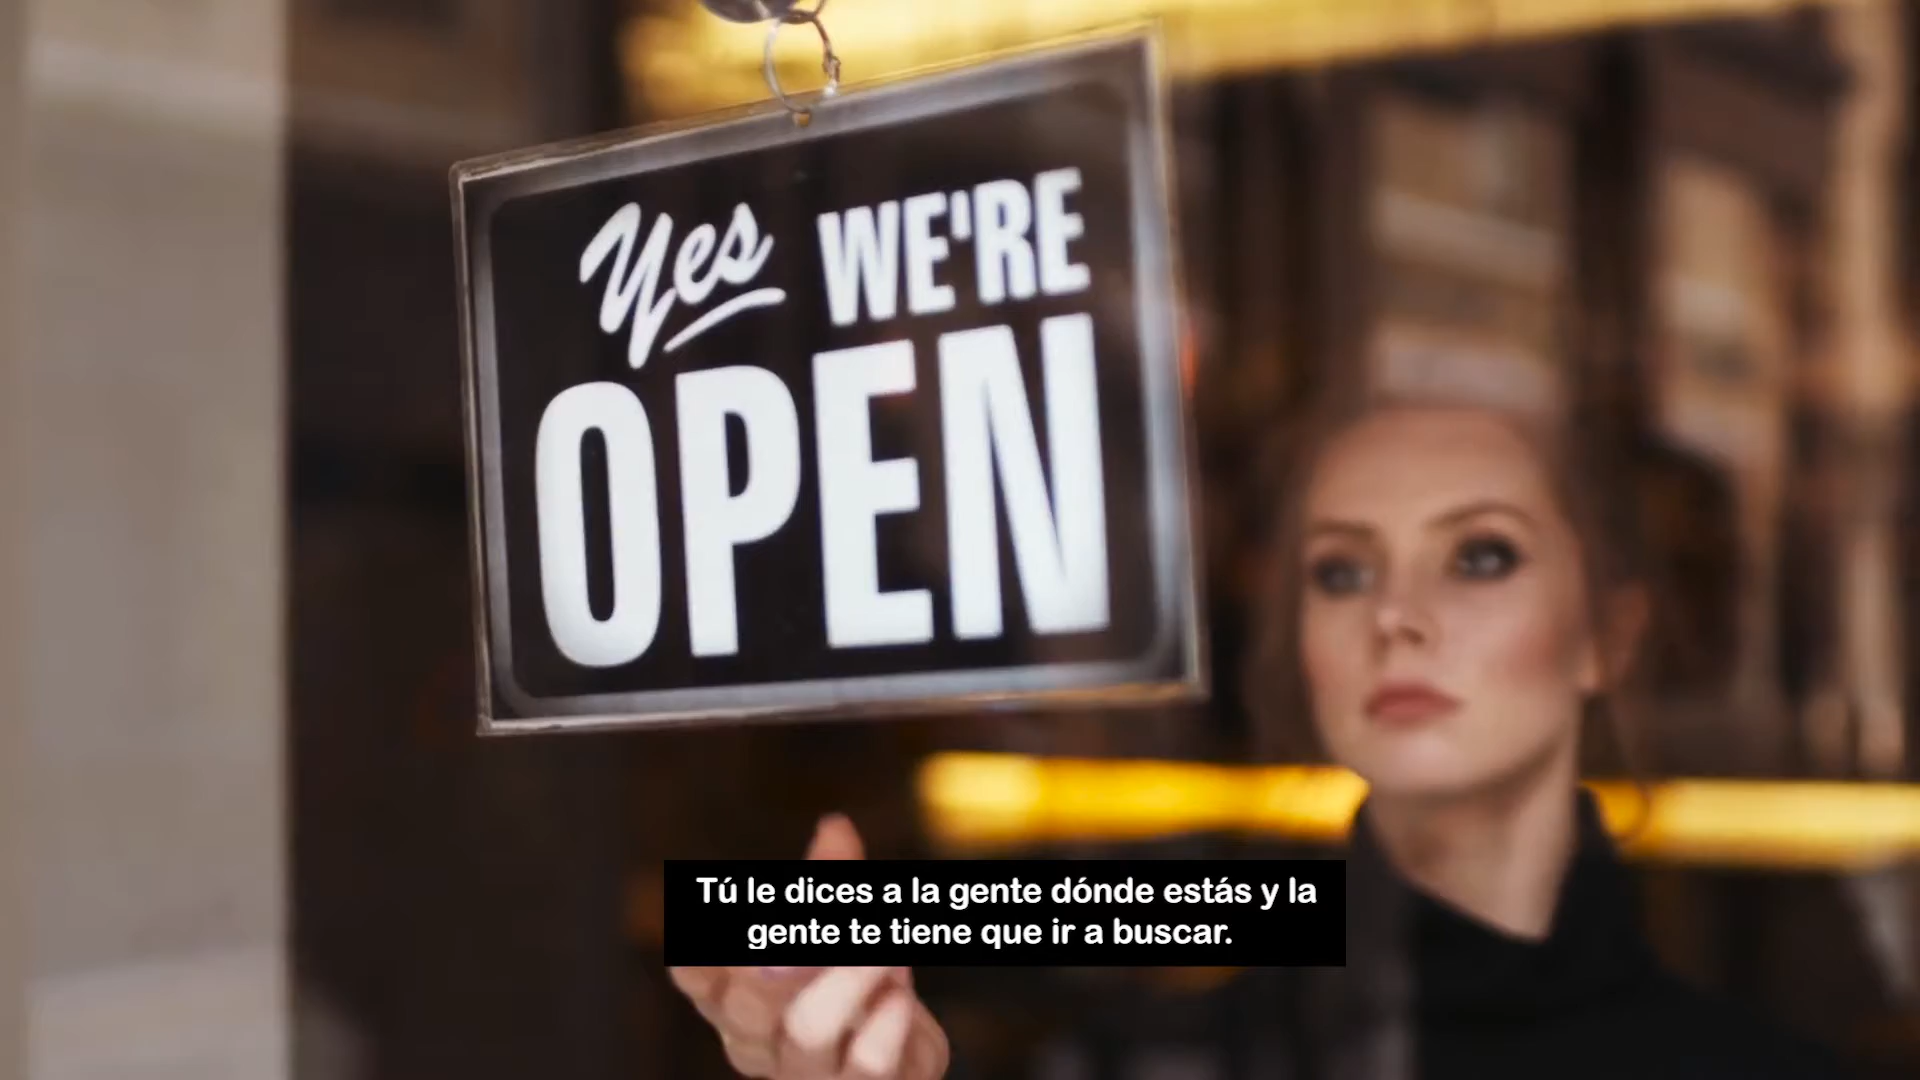 Yes WE'RE
OPEN
Tú le dices a la gente dónde estás y la
gente te tiene que ir a buscar.